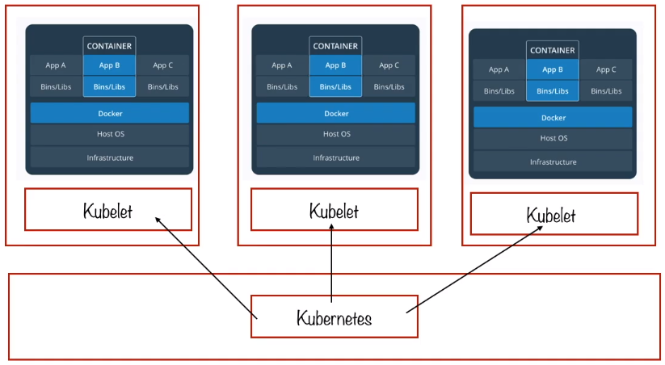 CONTAINER
App A App B App C
Bins/Libs Bins/Libs Bins/Libs
Docker
Host OS
Infrastructure
Kubelet
CONTAINER
App A App B App C
Bins/Libs Bins/Libs Bins/Libs
Docker
Host OS
Infrastructure
Kubelet
CONTAINER
App A App B App C
Bins/Libs Bins/Libs Bins/Libs
Docker
Host OS
Infrastructure
Kubelet
Kubernetes